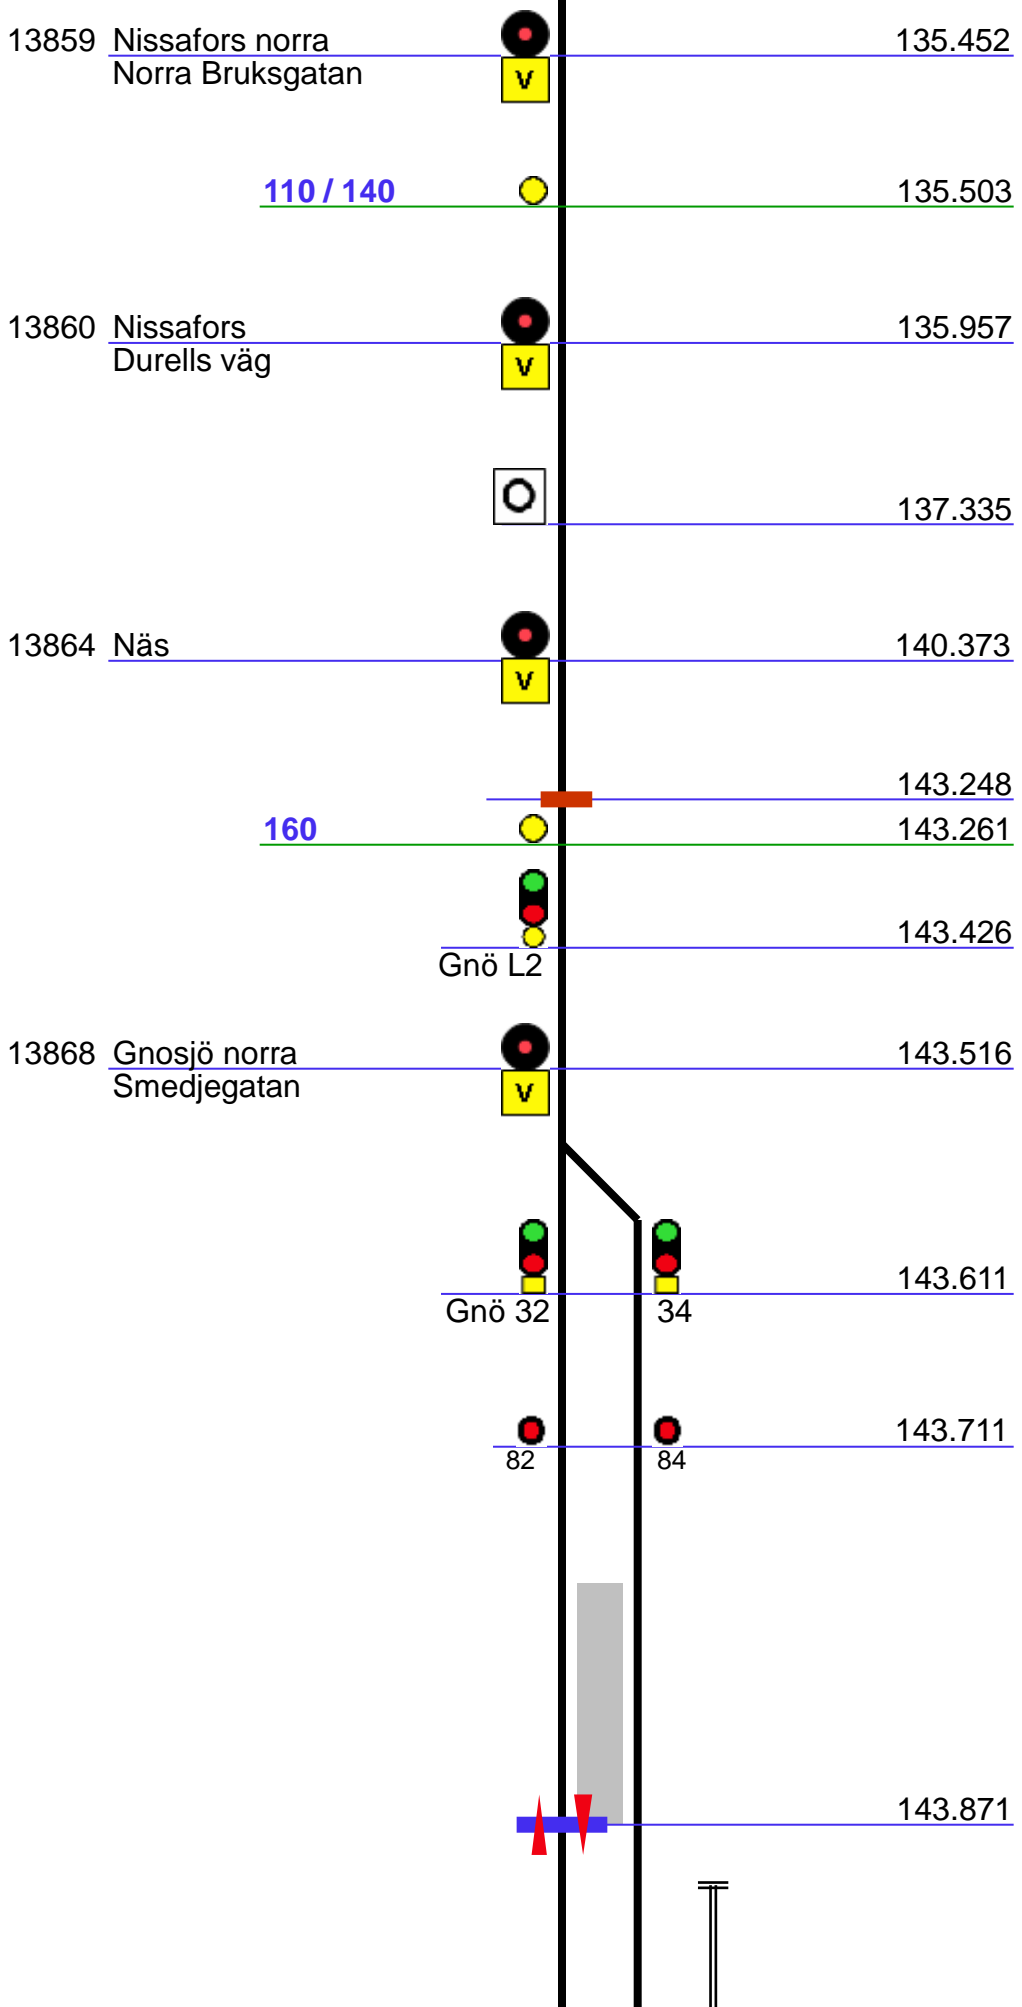 13859 Nissafors norra 135.452
Norra Bruksgatan
V
110 / 140 135.503
13860 Nissafors 135.957
Durells väg
V
O 137.335
13864 Näs 140.373
V
143.248
160 143.261
143.426
Gnö L2
13868 Gnosjö norra 143.516
Smedjegatan
V
143.611
Gnö 32 34
143.711
82 84
143.871